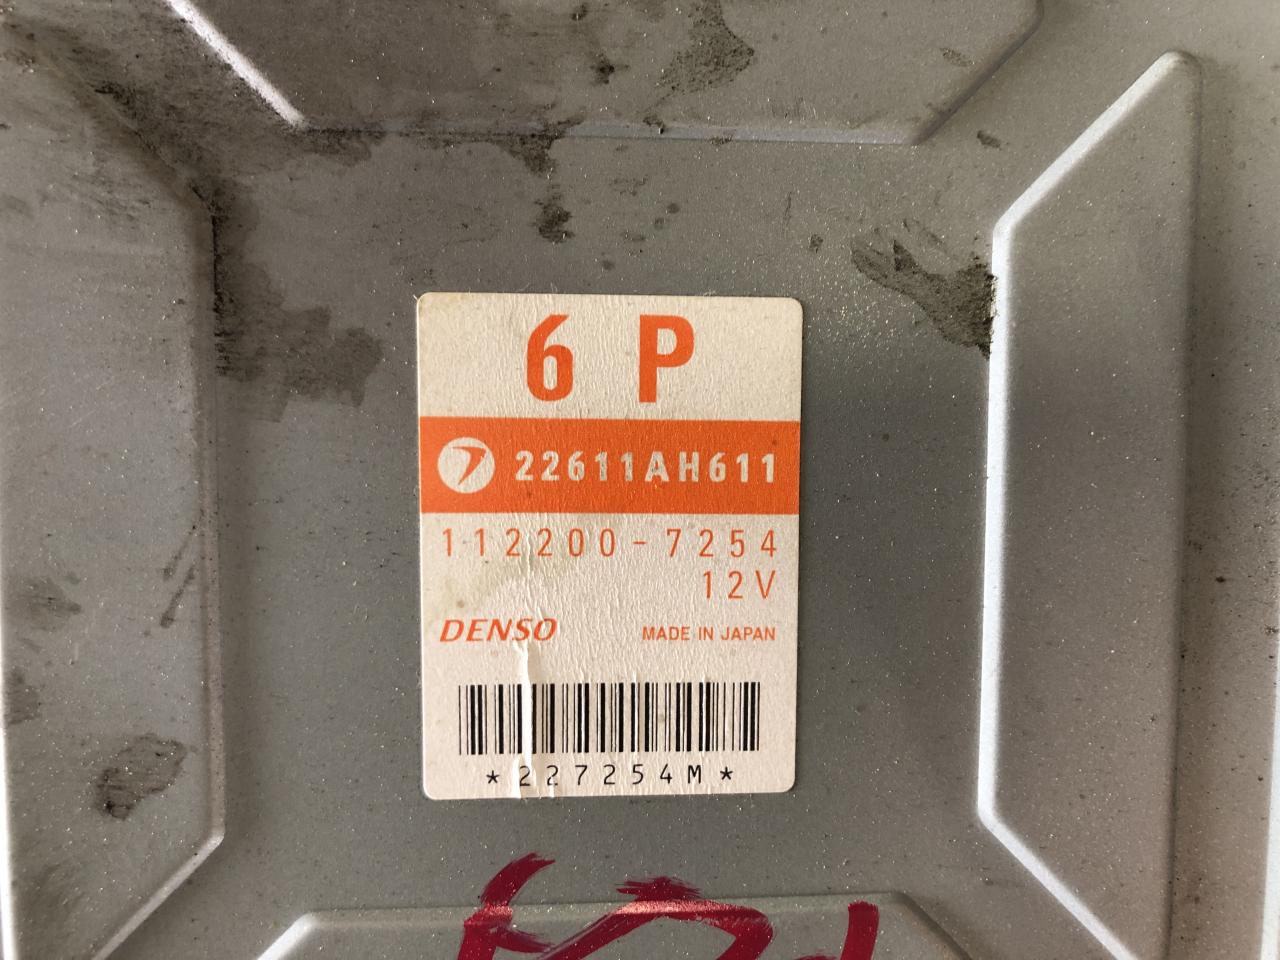 6 P
22611AH611
112200-7254
12V
DENSO
MADE IN JAPAN
*227254M*